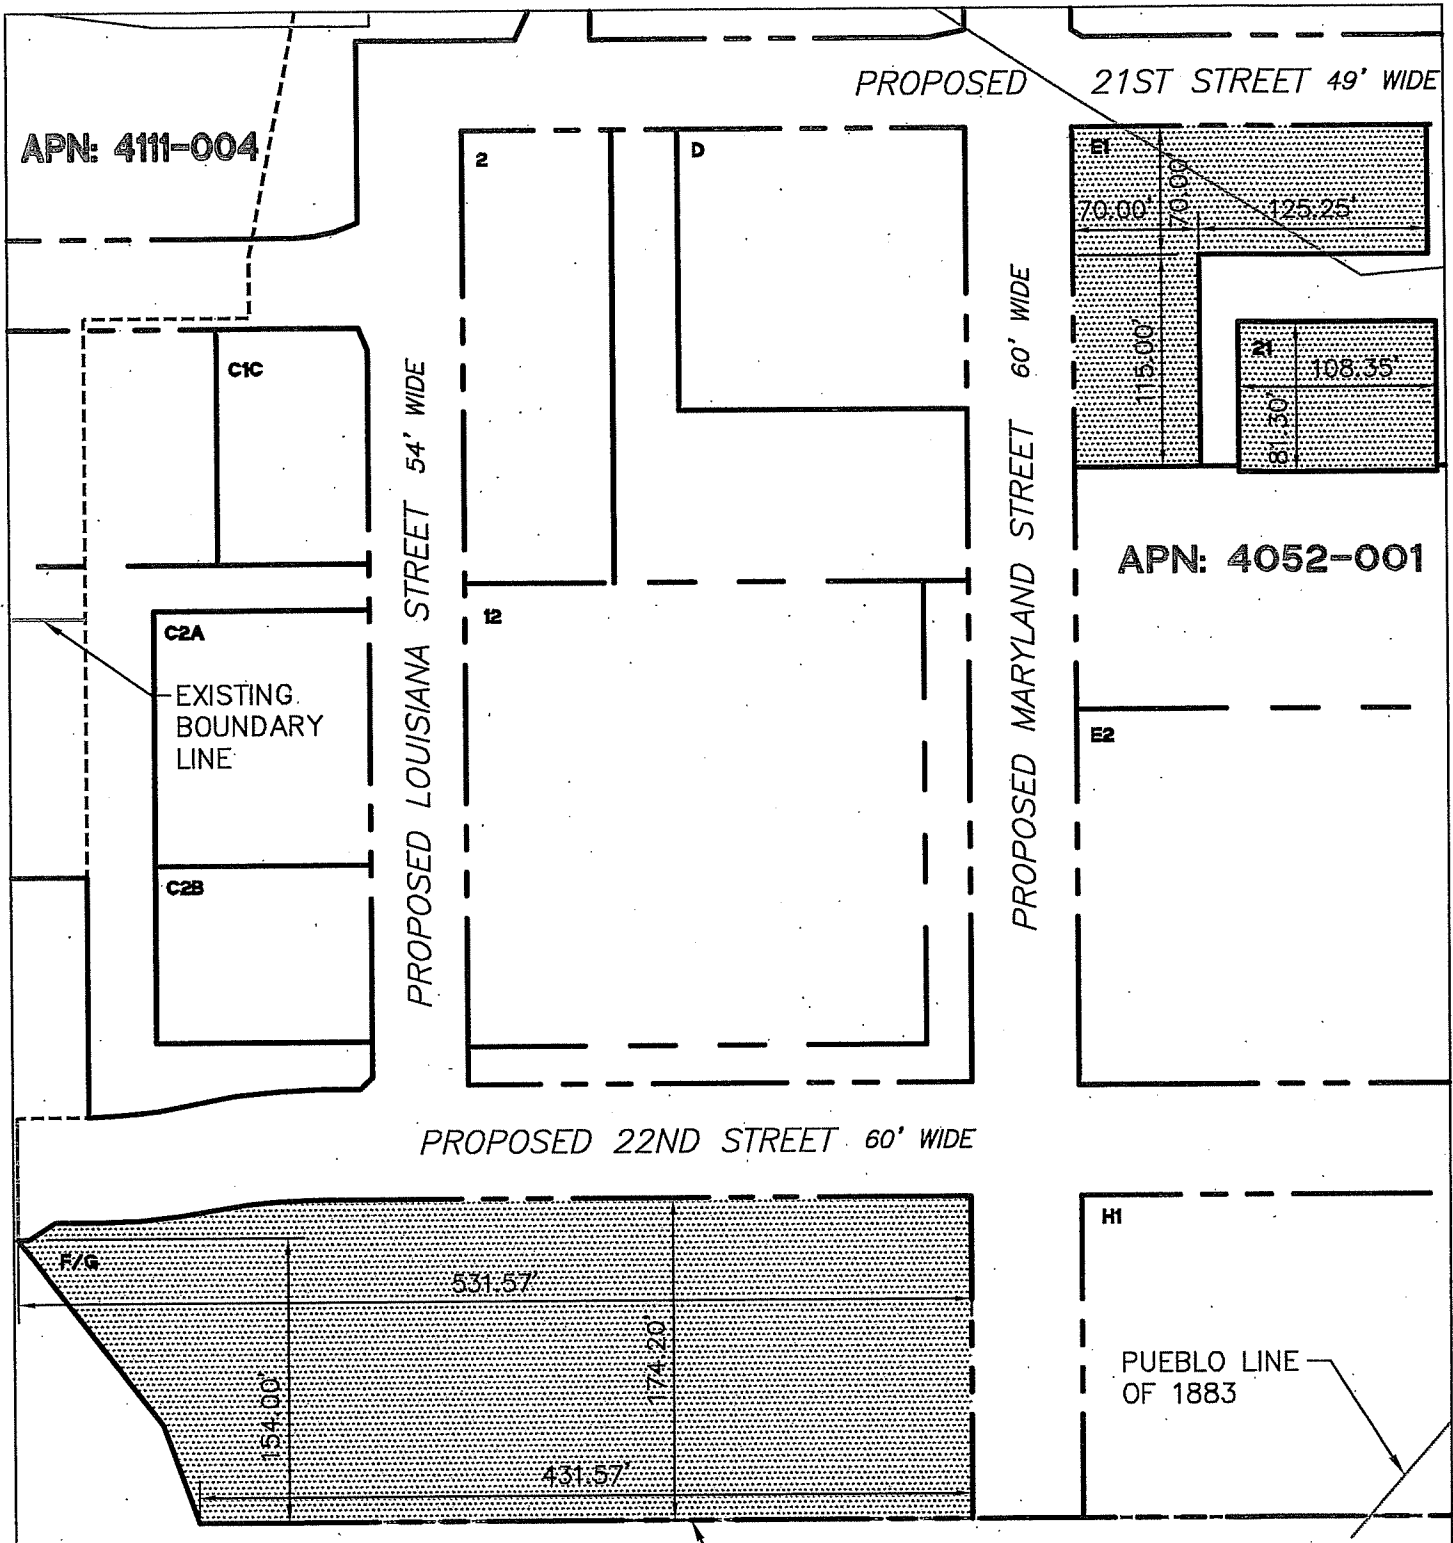 PROPOSED 21ST STREET 49' WIDE
APN: 4111-004
2
D
E1
70.00'
70.00'
125.25'
115.00'
21
108.35'
81.30'
C1C
PROPOSED LOUISIANA STREET 54' WIDE
PROPOSED MARYLAND STREET 60' WIDE
APN: 4052-001
12
C2A
EXISTING
BOUNDARY
LINE
E2
C2B
PROPOSED 22ND STREET 60' WIDE
H1
F/G
531.57'
174.20'
154.00'
431.57'
PUEBLO LINE
OF 1883